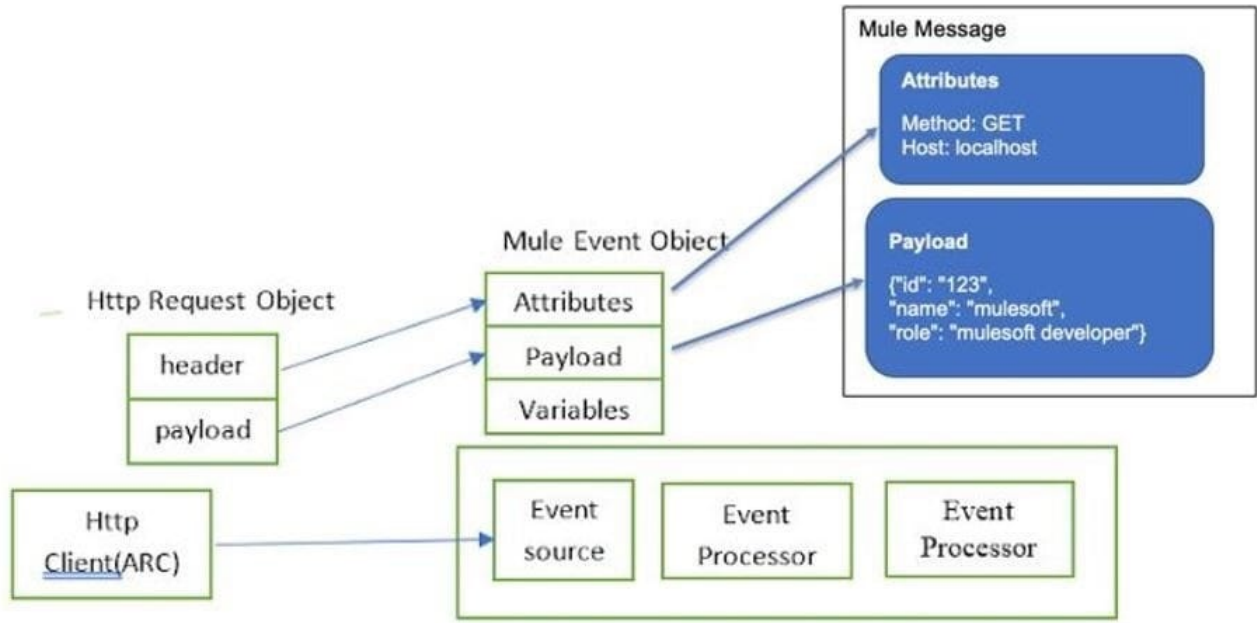 Mule Message
Attributes
Method: GET
Host: localhost
Payload
{"id": "123",
"name": "mulesoft",
"role": "mulesoft developer"}
Mule Event Object
Attributes
Payload
Variables
Http Request Object
header
payload
Http
Client(ARC)
Event
source
Event
Processor
Event
Processor